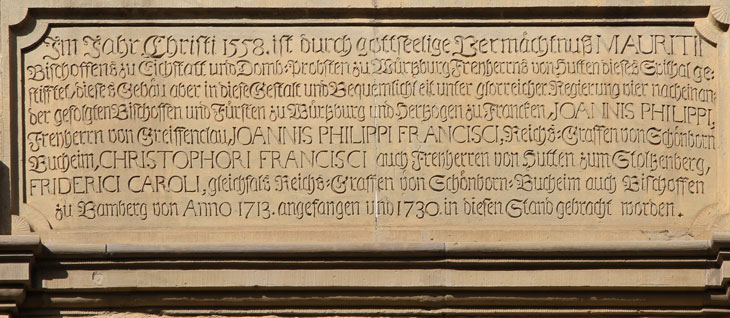 Im Jahr Christi 1558. ist durch gottseelige Vermächtnuß MAURITII
Bischoffens zu Eichstatt und Domb-Probsten zu Würtzburg Freyherrns von Hutten dieses Spithal ge-
stifftet, dieses Gebäu aber in diese Gestalt und Bequemlichkeit unter glorreicher Regierung vier nacheinan-
der gefolgten Bischoffen und Fürsten zu Würtzburg und Hertzogen zu Francken, JOANNIS PHILIPPI,
Freyherrn von Greiffenclau, JOANNIS PHILIPPI FRANCISCI, Reichs-Graffen von Schönborn
Bucheim, CHRISTOPHORI FRANCISCI auch Freyherren von Hutten zum Stoltzenberg,
FRIDERICI CAROLI, gleichfals Reichs-Graffen von Schönborn-Bucheim auch Bischoffen
zu Bamberg von Anno 1713. angefangen und 1730. in diesen Stand gebracht worden.